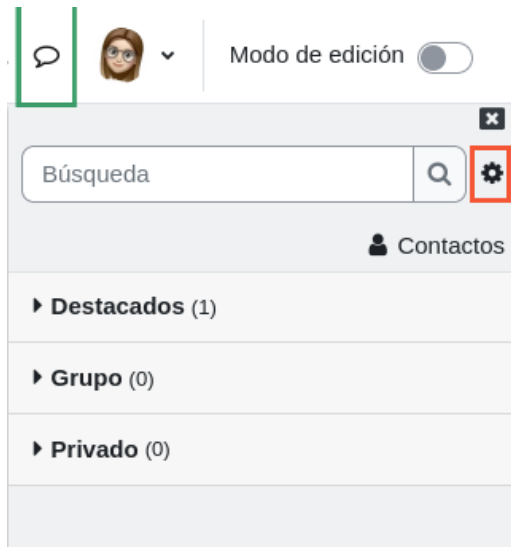 Modo de edición
Búsqueda
Contactos
Destacados (1)
Grupo (0)
Privado (0)